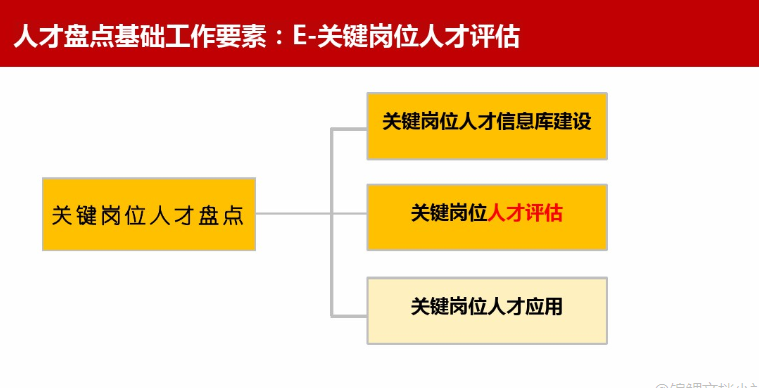 人才盘点基础工作要素：E-关键岗位人才评估
关键岗位人才信息库建设
关键岗位人才盘点
关键岗位人才评估
关键岗位人才应用